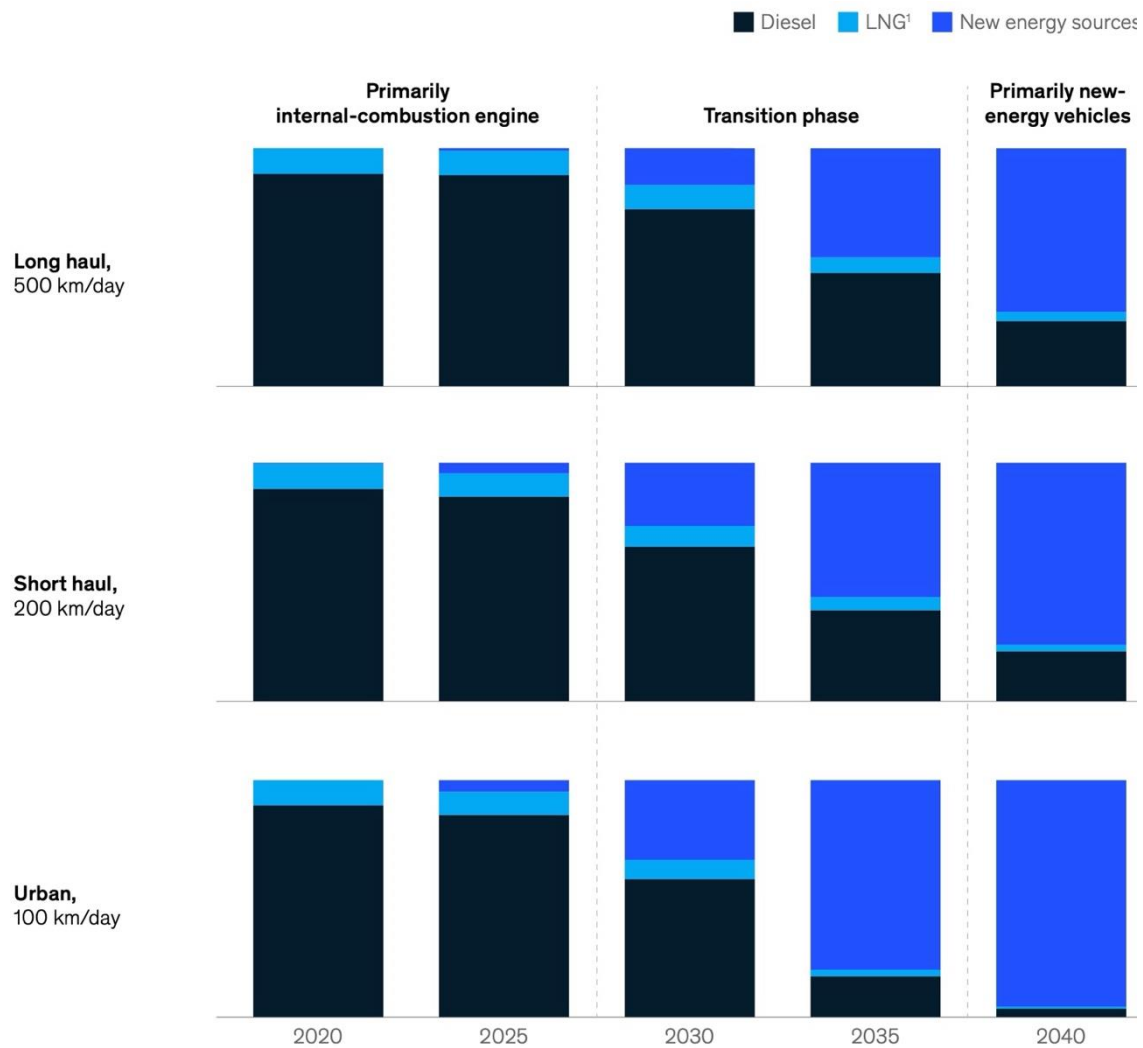 Diesel LNG¹ New energy sources
Primarily
internal-combustion engine
Transition phase
Primarily new-
energy vehicles
Long haul,
500 km/day
Short haul,
200 km/day
Urban,
100 km/day
2020 2025 2030 2035 2040